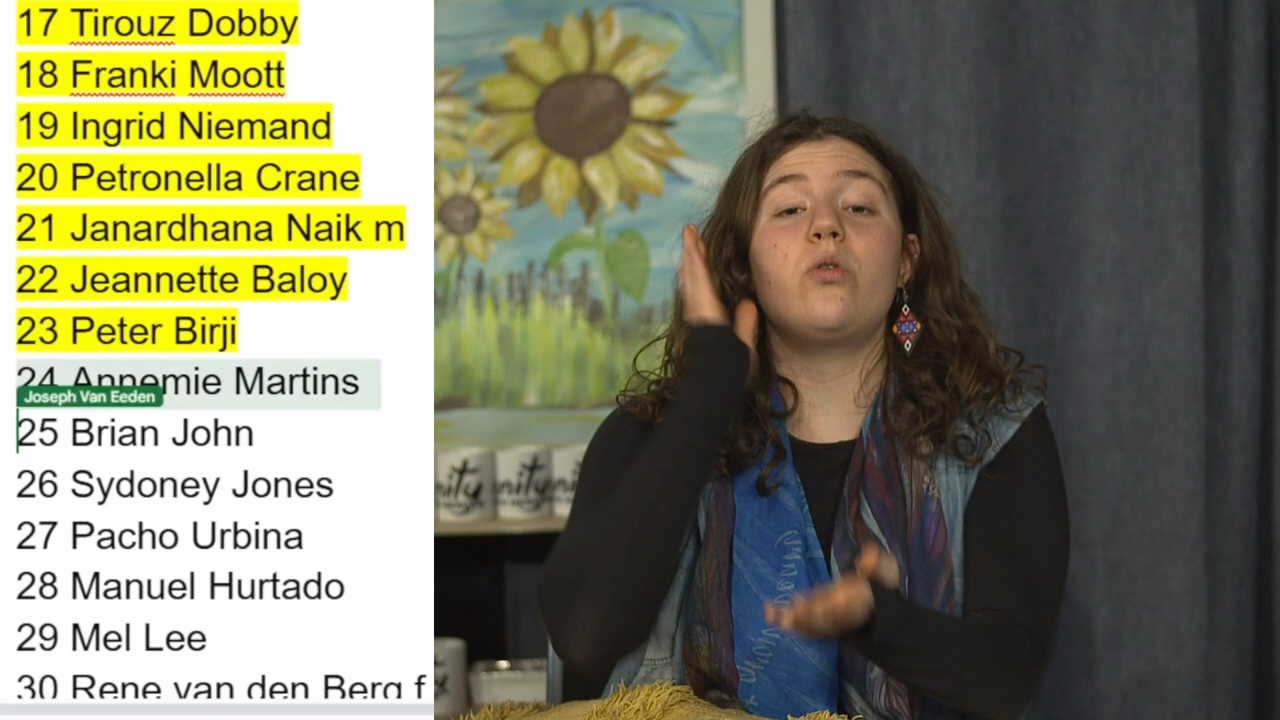 17 Tirouz Dobby
18 Franki Moott
19 Ingrid Niemand
20 Petronella Crane
21 Janardhana Naik m
22 Jeannette Baloy
23 Peter Birji
24 Annemie Martins
Joseph Van Eeden
25 Brian John
26 Sydoney Jones
27 Pacho Urbina
28 Manuel Hurtado
29 Mel Lee
30 Rene van den Berg f